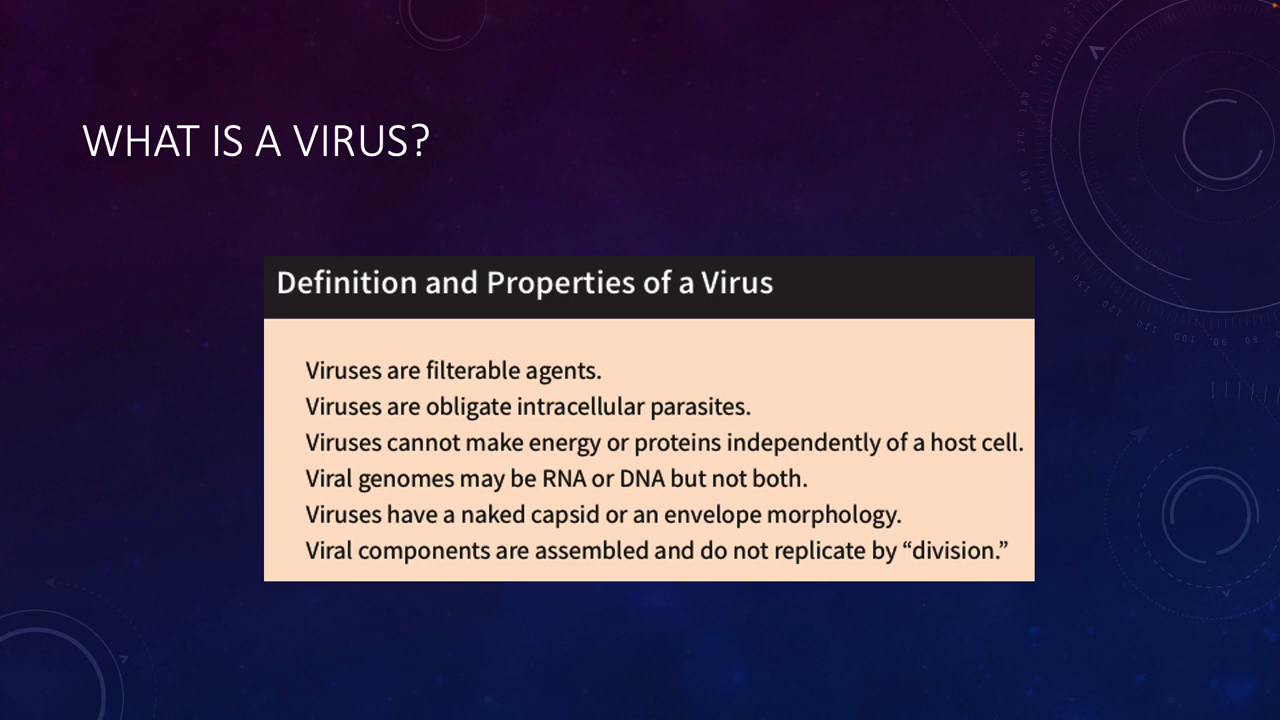 WHAT IS A VIRUS?
Definition and Properties of a Virus
Viruses are filterable agents.
Viruses are obligate intracellular parasites.
Viruses cannot make energy or proteins independently of a host cell.
Viral genomes may be RNA or DNA but not both.
Viruses have a naked capsid or an envelope morphology.
Viral components are assembled and do not replicate by “division.”